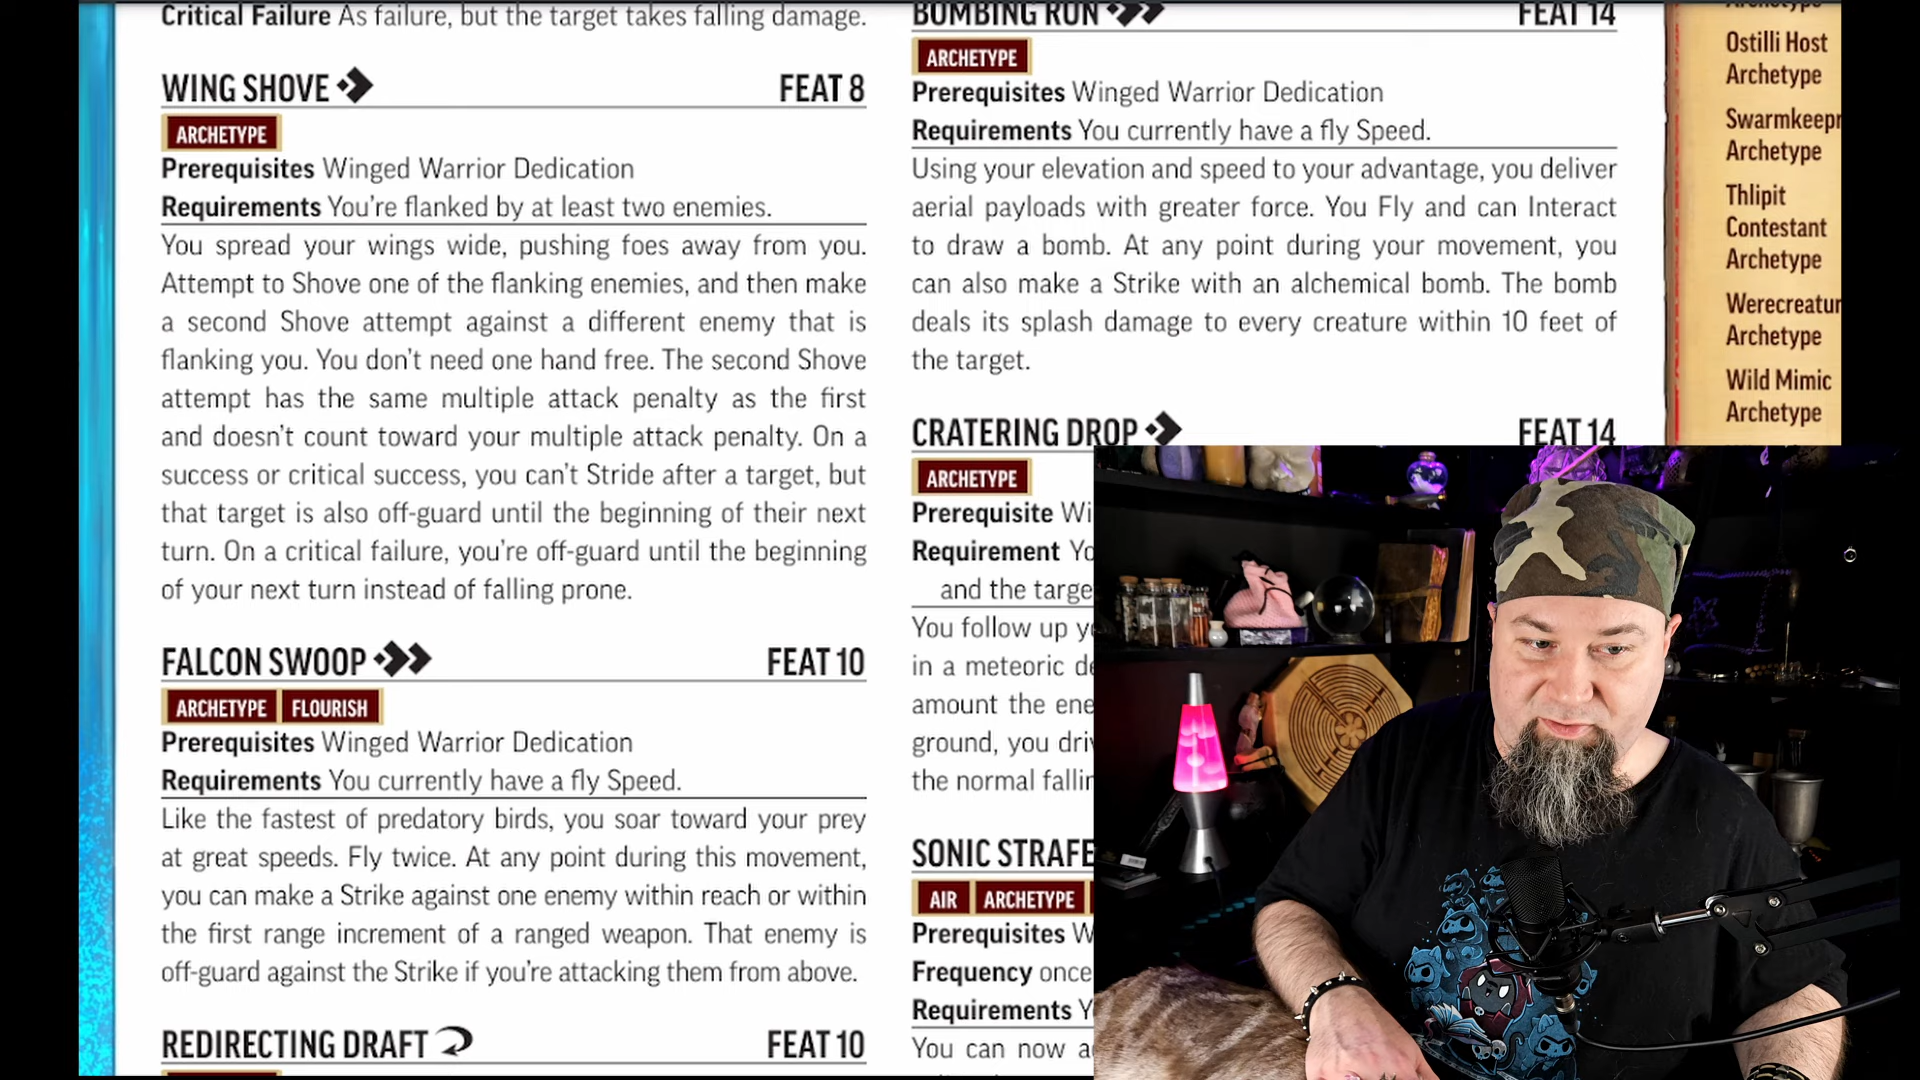 Critical Failure As failure, but the target takes falling damage.
WING SHOVE FEAT 8
ARCHETYPE
Prerequisites Winged Warrior Dedication
Requirements You're flanked by at least two enemies.
You spread your wings wide, pushing foes away from you.
Attempt to Shove one of the flanking enemies, and then make
a second Shove attempt against a different enemy that is
flanking you. You don't need one hand free. The second Shove
attempt has the same multiple attack penalty as the first
and doesn't count toward your multiple attack penalty. On a
success or critical success, you can't Stride after a target, but
that target is also off-guard until the beginning of their next
turn. On a critical failure, you're off-guard until the beginning
of your next turn instead of falling prone.
FALCON SWOOP FEAT 10
ARCHETYPE FLOURISH
Prerequisites Winged Warrior Dedication
Requirements You currently have a fly Speed.
Like the fastest of predatory birds, you soar toward your prey
at great speeds. Fly twice. At any point during this movement,
you can make a Strike against one enemy within reach or within
the first range increment of a ranged weapon. That enemy is
off-guard against the Strike if you're attacking them from above.
REDIRECTING DRAFT FEAT 10
BOMBING RUN FEAT 14
ARCHETYPE
Prerequisites Winged Warrior Dedication
Requirements You currently have a fly Speed.
Using your elevation and speed to your advantage, you deliver
aerial payloads with greater force. You Fly and can Interact
to draw a bomb. At any point during your movement, you
can also make a Strike with an alchemical bomb. The bomb
deals its splash damage to every creature within 10 feet of
the target.
CRATERING DROP FEAT 14
ARCHETYPE
Prerequisite Wi
Requirement Yo
and the targe
You follow up y
in a meteoric de
amount the ene
ground, you driv
the normal fallin
SONIC STRAFE
AIR ARCHETYPE
Prerequisites W
Frequency once
Requirements Y
You can now a
Archetype
Ostilli Host
Archetype
Swarmkeepr
Archetype
Thlipit
Contestant
Archetype
Werecreatur
Archetype
Wild Mimic
Archetype